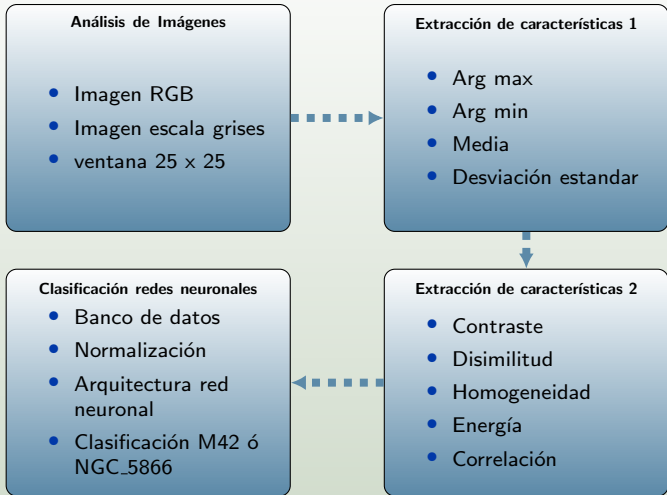 Análisis de Imágenes
Imagen RGB
Imagen escala grises
ventana 25 x 25
Extracción de características 1
Arg max
Arg min
Media
Desviación estandar
Extracción de características 2
Contraste
Disimilitud
Homogeneidad
Energía
Correlación
Clasificación redes neuronales
Banco de datos
Normalización
Arquitectura red
neuronal
Clasificación M42 ó
NGC_5866